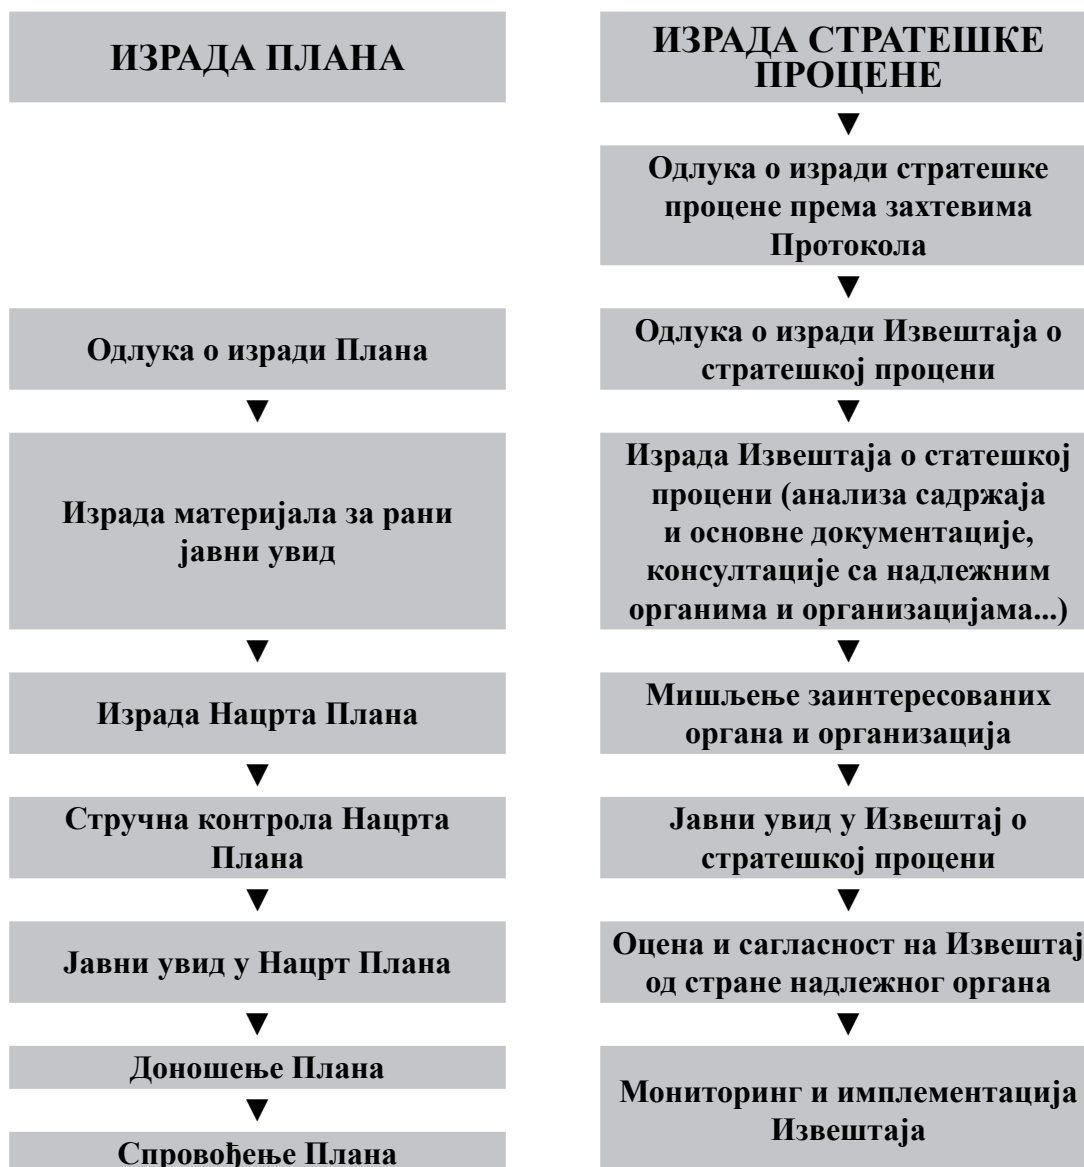 ИЗРАДА ПЛАНА
Одлука о изради Плана
Израда материјала за рани
јавни увид
Израда Нацрта Плана
Стручна контрола Нацрта
Плана
Јавни увид у Нацрт Плана
Доношење Плана
Спровођење Плана
ИЗРАДА СТРАТЕШКЕ
ПРОЦЕНЕ
Одлука о изради стратешке
процене према захтевима
Протокола
Одлука о изради Извештаја о
стратешкој процени
Израда Извештаја о статешкој
процени (анализа садржаја
и основне документације,
консултације са надлежним
органима и организацијама...)
Мишљење заинтересованих
органа и организација
Јавни увид у Извештај о
стратешкој процени
Оцена и сагласност на Извештај
од стране надлежног органа
Мониторинг и имплементација
Извештаја